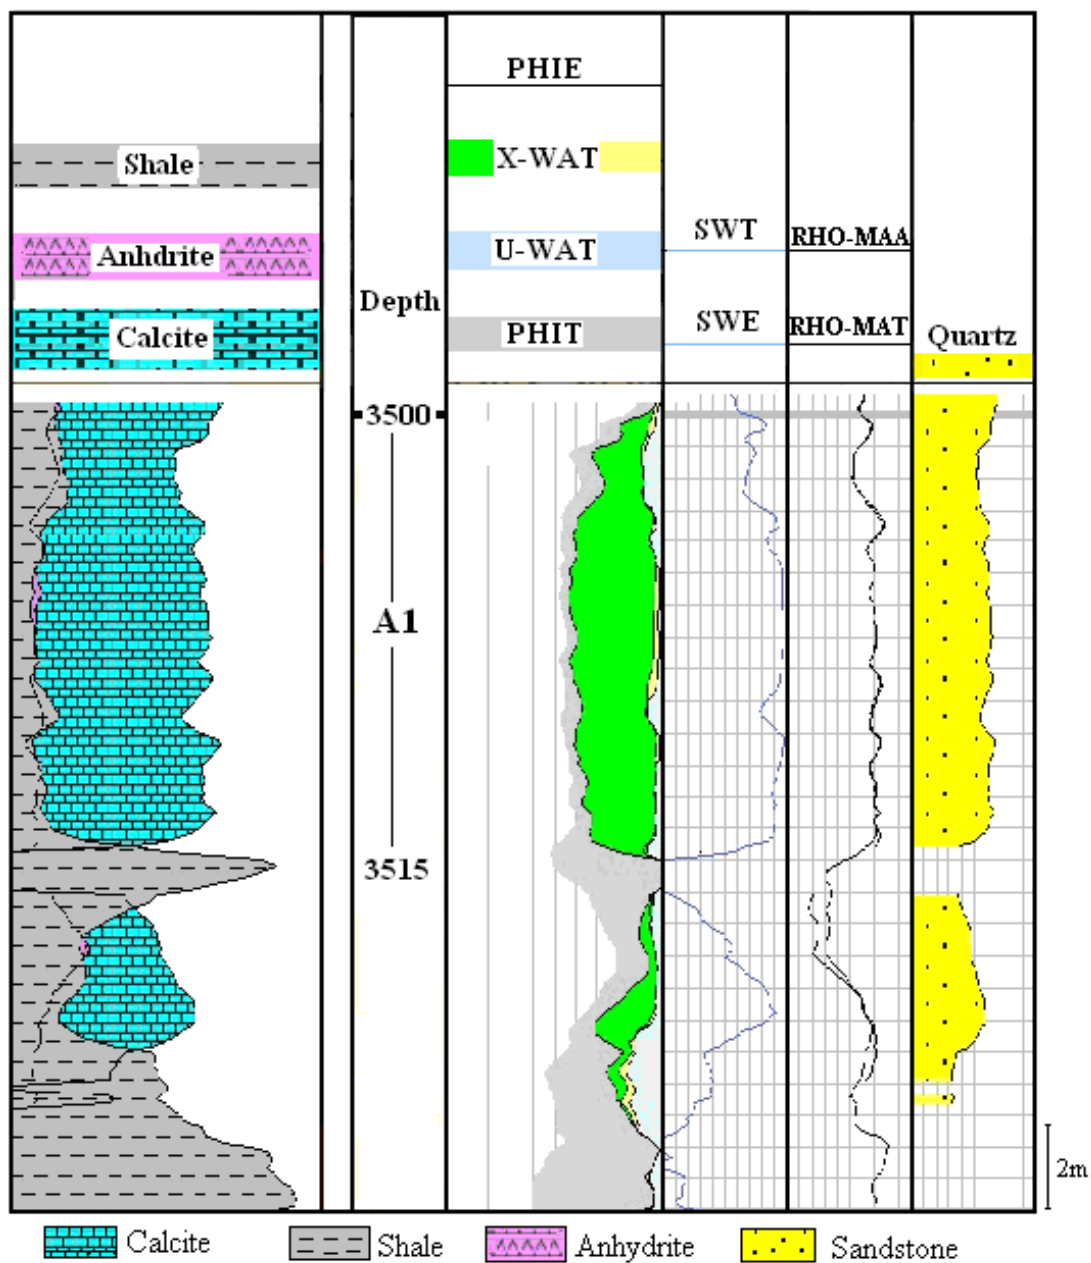 PHIE
Shale
X-WAT
Anhdrite
U-WAT
SWT
RHO-MAA
Depth
Calcite
PHIT
SWE
RHO-MAT
Quartz
3500
A1
3515
2m
Calcite
Shale
Anhydrite
Sandstone